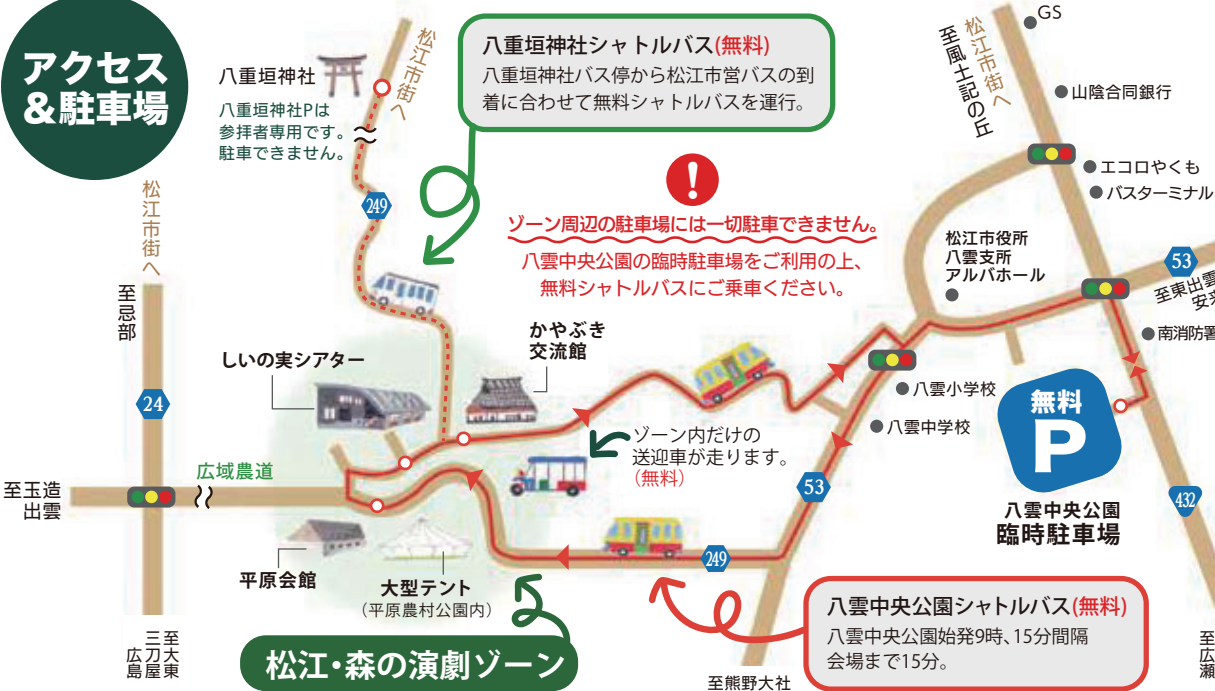 アクセス
&駐車場
八重垣神社
八重垣神社Pは
参拝者専用です。
駐車できません。
松江市街へ
249
八重垣神社シャトルバス(無料)
八重垣神社バス停から松江市営バスの到
着に合わせて無料シャトルバスを運行。
!
ゾーン周辺の駐車場には一切駐車できません。
八雲中央公園の臨時駐車場をご利用の上、
無料シャトルバスにご乗車ください。
松江市街へ
至風土記の丘
GS
山陰合同銀行
エコロやくも
バスターミナル
松江市役所
八雲支所
アルバホール
53
至東出雲
安来
南消防署
松江市街へ
至忌部
24
しいの実シアター
かやぶき
交流館
八雲小学校
八雲中学校
無料
P
八雲中央公園
臨時駐車場
432
ゾーン内だけの
送迎車が走ります。
(無料)
広域農道
至玉造
出雲
53
249
平原会館
大型テント
(平原農村公園内)
松江・森の演劇ゾーン
至大東
三刀屋
広島
八雲中央公園シャトルバス(無料)
八雲中央公園始発9時、15分間隔
会場まで15分。
至熊野大社
至広瀬